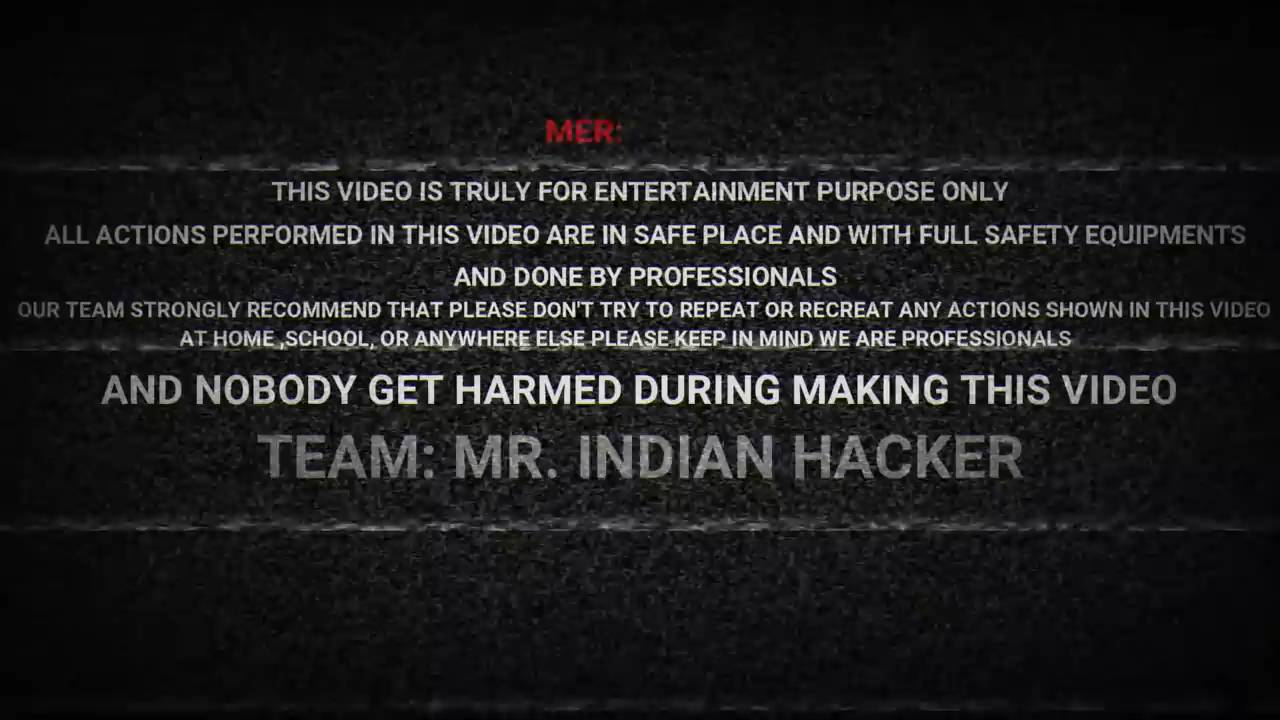 MER:
THIS VIDEO IS TRULY FOR ENTERTAINMENT PURPOSE ONLY
ALL ACTIONS PERFORMED IN THIS VIDEO ARE IN SAFE PLACE AND WITH FULL SAFETY EQUIPMENTS
AND DONE BY PROFESSIONALS
OUR TEAM STRONGLY RECOMMEND THAT PLEASE DON'T TRY TO REPEAT OR RECREAT ANY ACTIONS SHOWN IN THIS VIDEO
AT HOME ,SCHOOL, OR ANYWHERE ELSE PLEASE KEEP IN MIND WE ARE PROFESSIONALS
AND NOBODY GET HARMED DURING MAKING THIS VIDEO
TEAM: MR. INDIAN HACKER